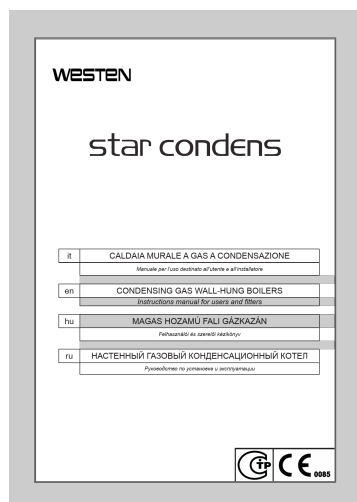 WESTEN
star condens
it CALDAIA MURALE A GAS A CONDENSAZIONE
Manuale per l'uso destinato all'utente e all'installatore
en CONDENSING GAS WALL-HUNG BOILERS
Instructions manual for users and fitters
hu MAGAS HOZAMÚ FALI GÁZKAZÁN
Felhasználói és szerelői kézikönyv
ru НАСТЕННЫЙ ГАЗОВЫЙ КОНДЕНСАЦИОННЫЙ КОТЕЛ
Руководство по установке и эксплуатации
CE 0085